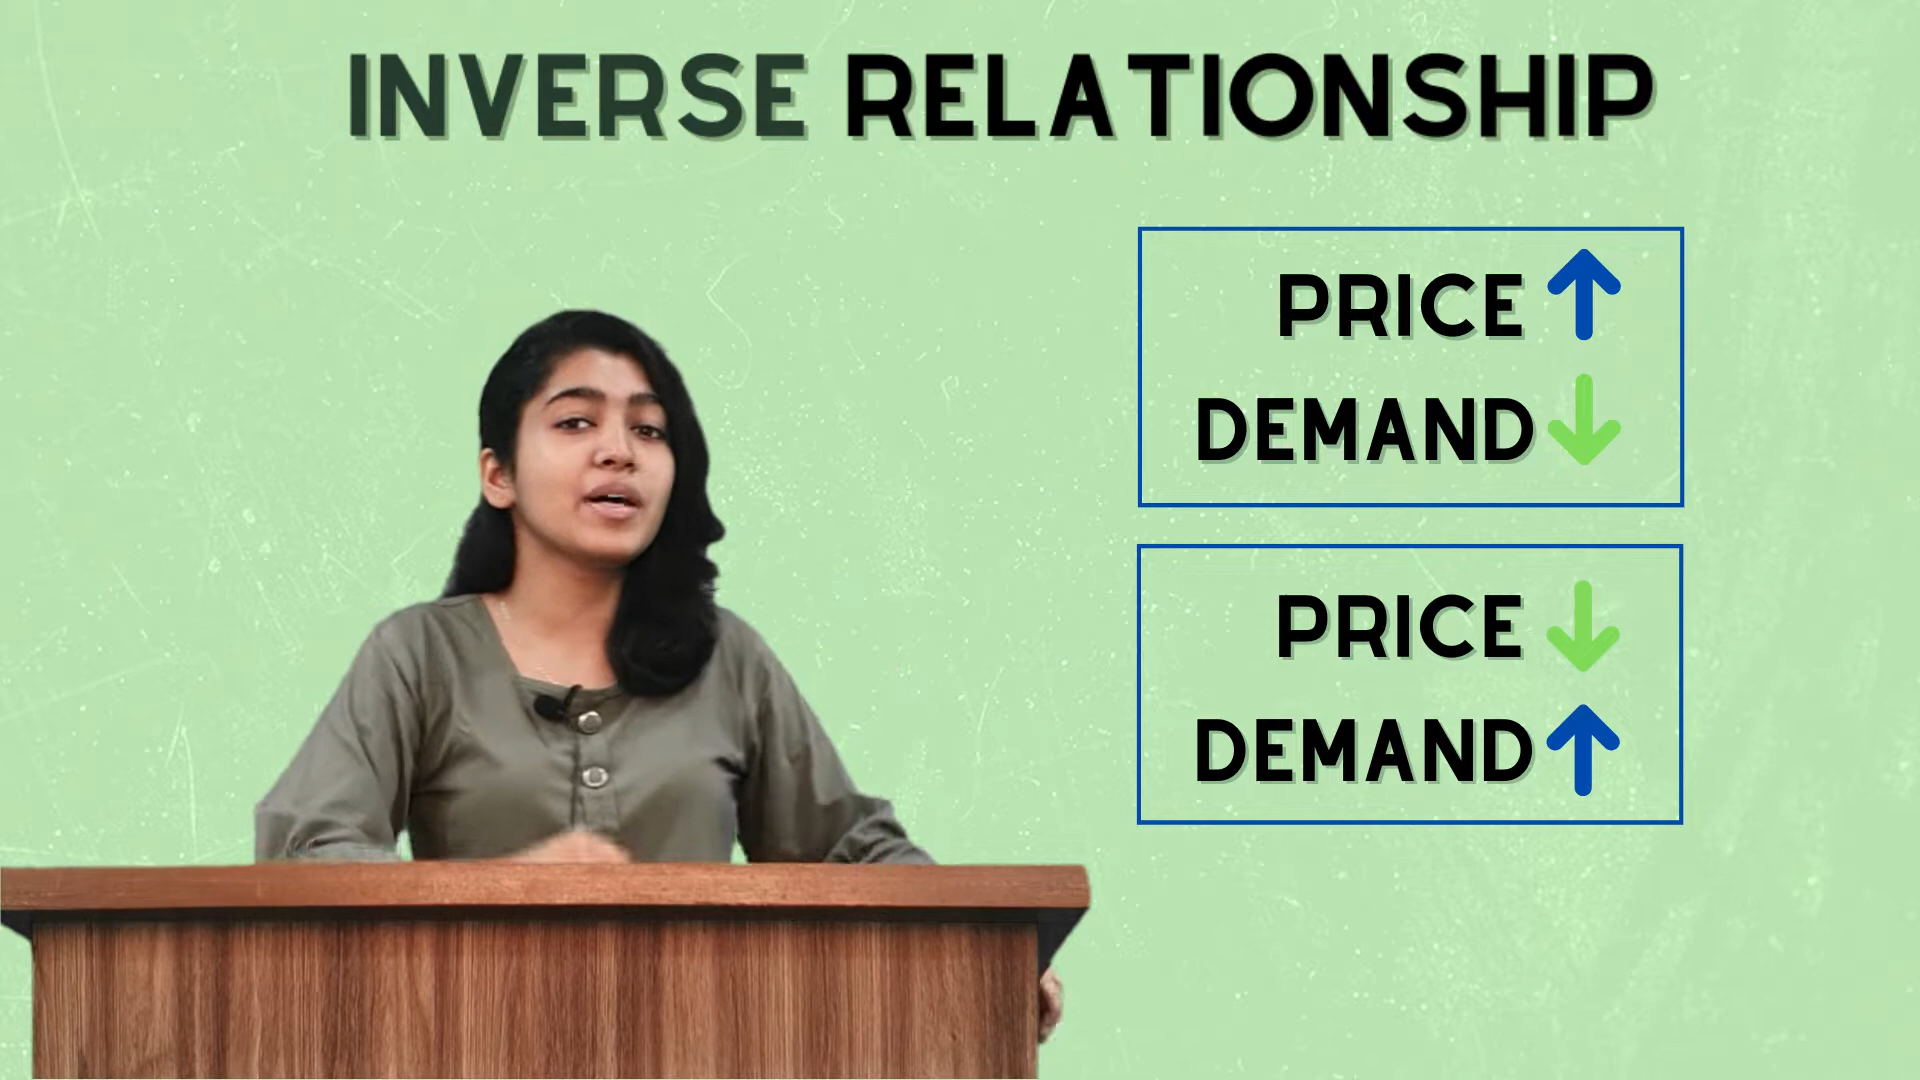 INVERSE RELATIONSHIP
PRICE
DEMAND
PRICE
DEMAND